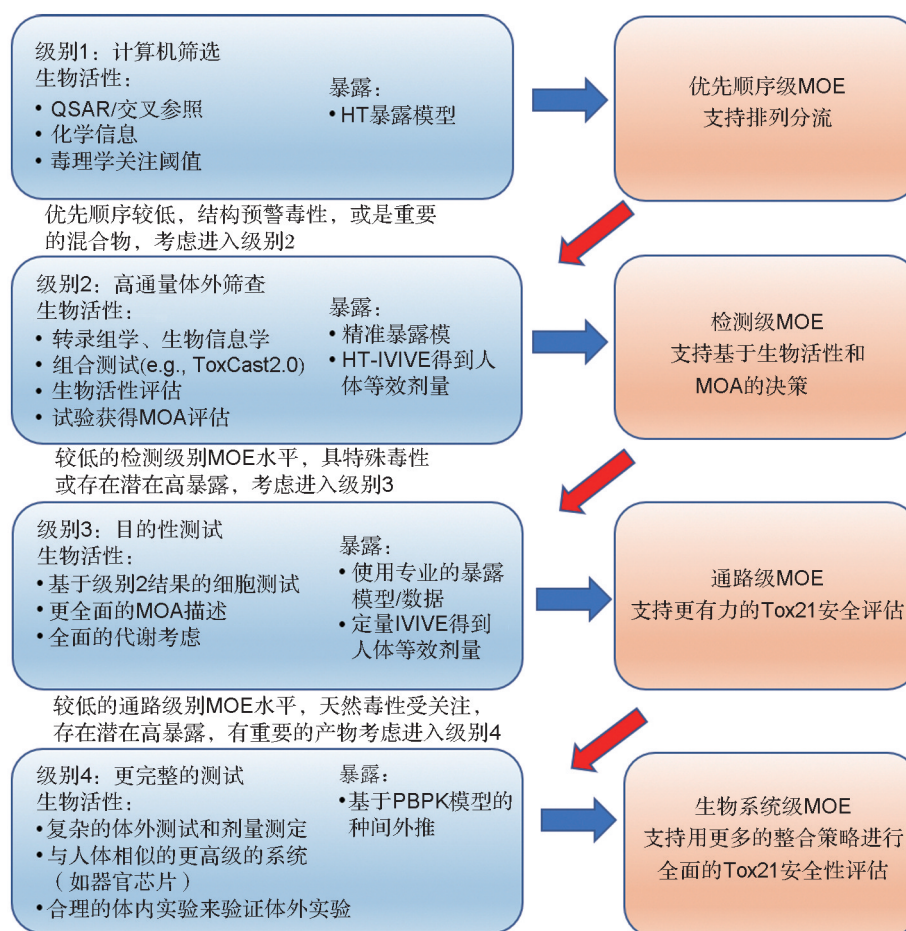 级别1：计算机筛选
生物活性：
• QSAR/交叉参照
• 化学信息
• 毒理学关注阈值
暴露：
• HT暴露模型
优先顺序级MOE
支持排列分流
优先顺序较低，结构预警毒性，或是重要
的混合物，考虑进入级别2
级别2：高通量体外筛查
生物活性：
• 转录组学、生物信息学
• 组合测试(e.g., ToxCast2.0)
• 生物活性评估
• 试验获得MOA评估
暴露：
• 精准暴露模
• HT-IVIVE得到人
体等效剂量
检测级MOE
支持基于生物活性和
MOA的决策
较低的检测级别MOE水平，具特殊毒性
或存在潜在高暴露，考虑进入级别3
级别3：目的性测试
生物活性：
• 基于级别2结果的细胞测试
• 更全面的MOA描述
• 全面的代谢考虑
暴露：
• 使用专业的暴露
模型/数据
• 定量IVIVE得到
人体等效剂量
通路级MOE
支持更有力的Tox21安全评估
较低的通路级别MOE水平，天然毒性受关注，
存在潜在高暴露，有重要的产物考虑进入级别4
级别4：更完整的测试
生物活性：
• 复杂的体外测试和剂量测定
• 与人体相似的更高级的系统
（如器官芯片）
• 合理的体内实验来验证体外实验
暴露：
• 基于PBPK模型的
种间外推
生物系统级MOE
支持用更多的整合策略进行
全面的Tox21安全性评估